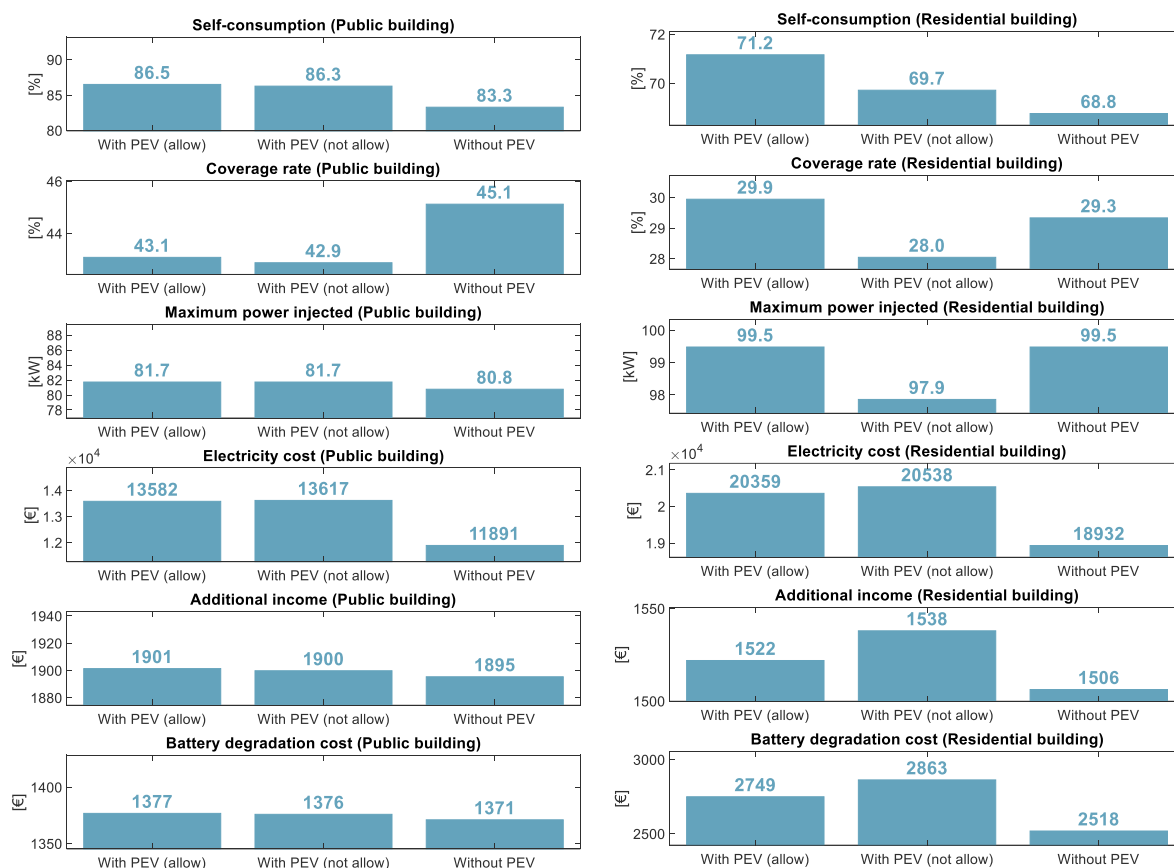 Self-consumption (Public building)
[%]
90
85
80
86.5
86.3
83.3
With PEV (allow)
With PEV (not allow)
Without PEV
Coverage rate (Public building)
[%]
46
44
43.1
42.9
45.1
With PEV (allow)
With PEV (not allow)
Without PEV
Maximum power injected (Public building)
[kW]
88
86
84
82
80
78
81.7
81.7
80.8
With PEV (allow)
With PEV (not allow)
Without PEV
Electricity cost (Public building)
×10⁴
[€]
1.4
1.3
1.2
13582
13617
11891
With PEV (allow)
With PEV (not allow)
Without PEV
Additional income (Public building)
[€]
1940
1920
1900
1880
1901
1900
1895
With PEV (allow)
With PEV (not allow)
Without PEV
Battery degradation cost (Public building)
[€]
1400
1350
1377
1376
1371
With PEV (allow)
With PEV (not allow)
Without PEV
Self-consumption (Residential building)
[%]
72
70
71.2
69.7
68.8
With PEV (allow)
With PEV (not allow)
Without PEV
Coverage rate (Residential building)
[%]
30
29
28
29.9
28.0
29.3
With PEV (allow)
With PEV (not allow)
Without PEV
Maximum power injected (Residential building)
[kW]
100
99
98
99.5
97.9
99.5
With PEV (allow)
With PEV (not allow)
Without PEV
Electricity cost (Residential building)
×10⁴
[€]
2.1
2
1.9
20359
20538
18932
With PEV (allow)
With PEV (not allow)
Without PEV
Additional income (Residential building)
[€]
1550
1500
1522
1538
1506
With PEV (allow)
With PEV (not allow)
Without PEV
Battery degradation cost (Residential building)
[€]
3000
2500
2749
2863
2518
With PEV (allow)
With PEV (not allow)
Without PEV